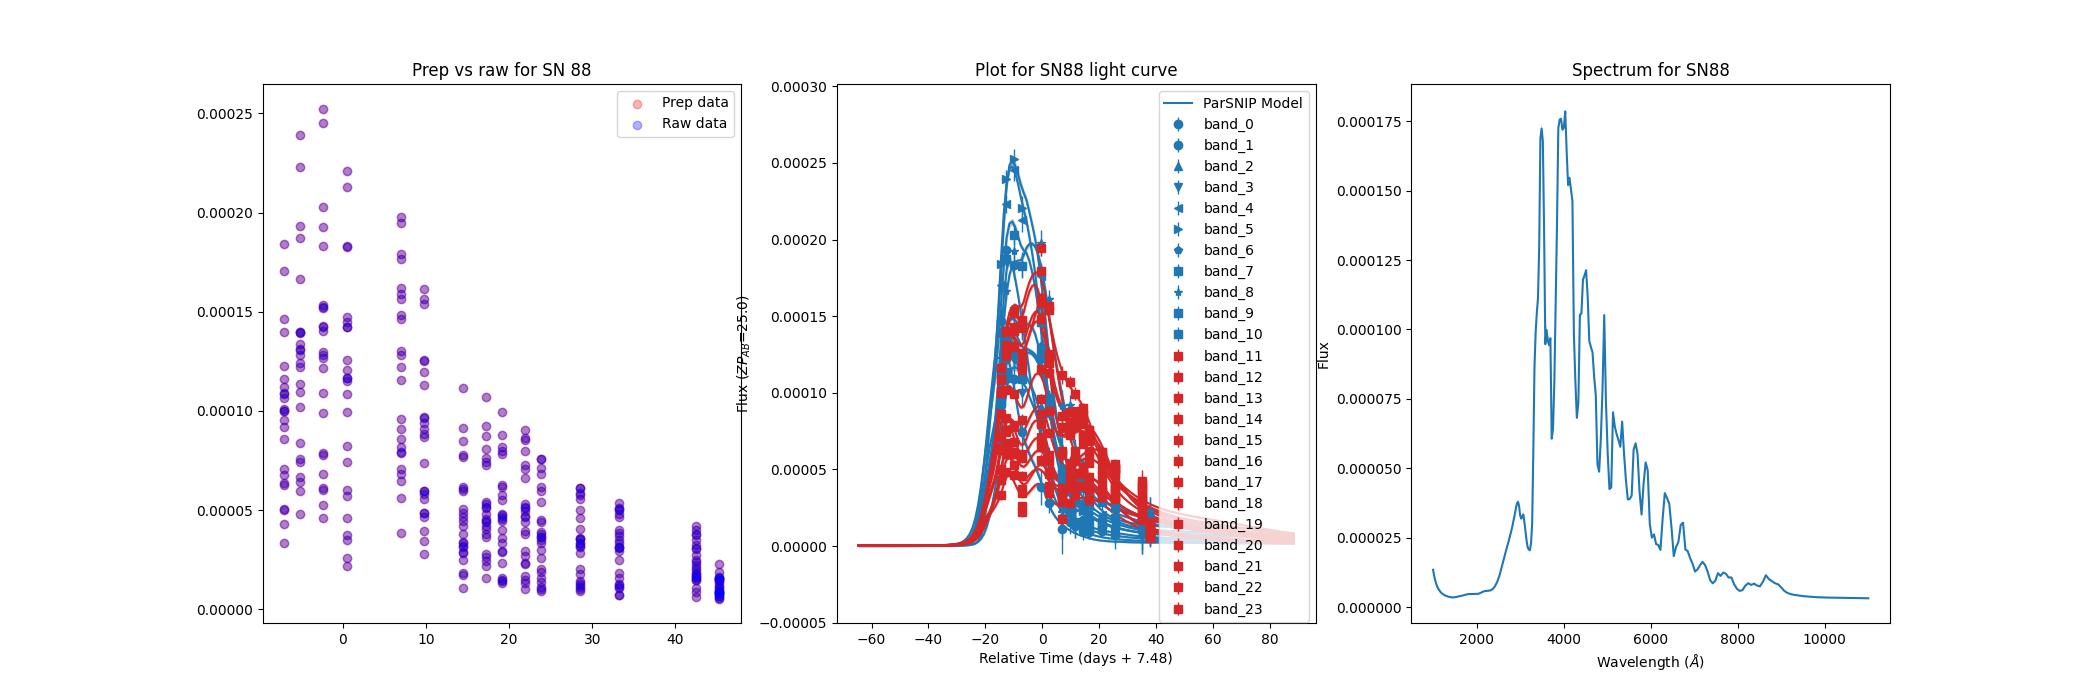 Prep vs raw for SN 88
0.00025
0.00020
0.00015
0.00010
0.00005
0.00000
0
10
20
30
40
Prep data
Raw data
Plot for SN88 light curve
Flux (ZP_AB=25.0)
0.00030
0.00025
0.00020
0.00015
0.00010
0.00005
0.00000
−0.00005
−60
−40
−20
0
20
40
60
80
Relative Time (days + 7.48)
ParSNIP Model
band_0
band_1
band_2
band_3
band_4
band_5
band_6
band_7
band_8
band_9
band_10
band_11
band_12
band_13
band_14
band_15
band_16
band_17
band_18
band_19
band_20
band_21
band_22
band_23
Spectrum for SN88
Flux
0.000175
0.000150
0.000125
0.000100
0.000075
0.000050
0.000025
0.000000
2000
4000
6000
8000
10000
Wavelength (Å)